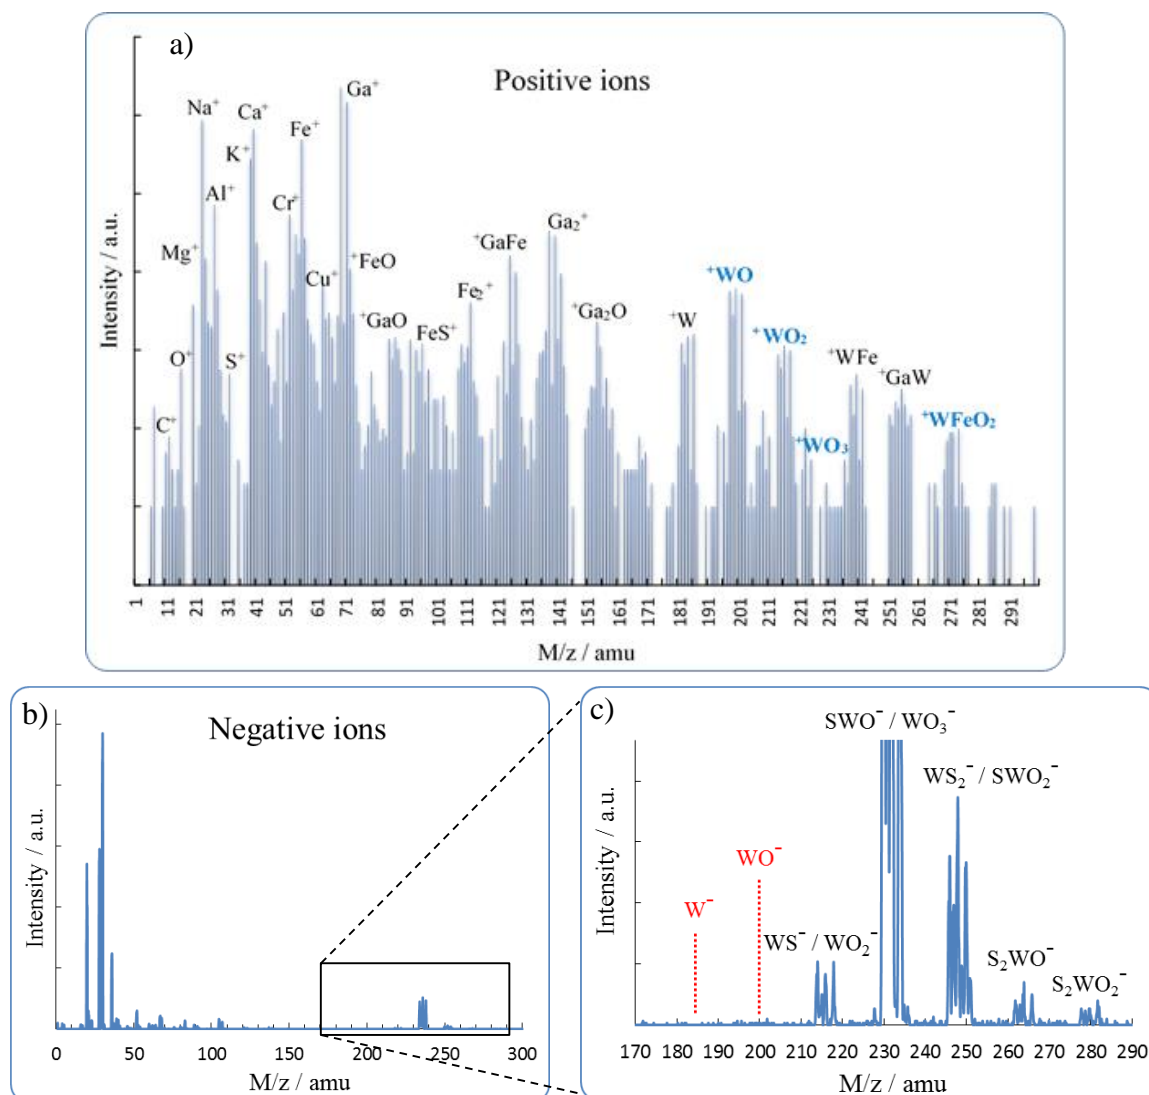 a)
Positive ions
Intensity / a.u.
Na⁺
Ca⁺
K⁺
Al⁺
Mg⁺
O⁺
C⁺
S⁺
Cr⁺
Fe⁺
Cu⁺
Ga⁺
⁺FeO
⁺GaO
FeS⁺
Fe₂⁺
⁺GaFe
Ga₂⁺
⁺Ga₂O
⁺W
⁺WO
⁺WO₂
⁺WO₃
⁺WFe
⁺GaW
⁺WFeO₂
1 11 21 31 41 51 61 71 81 91 101 111 121 131 141 151 161 171 181 191 201 211 221 231 241 251 261 271 281 291
M/z / amu
b)
Negative ions
Intensity / a.u.
0 50 100 150 200 250 300
M/z / amu
c)
SWO⁻ / WO₃⁻
WS₂⁻ / SWO₂⁻
WO⁻
W⁻
WS⁻ / WO₂⁻
S₂WO⁻
S₂WO₂⁻
Intensity / a.u.
170 180 190 200 210 220 230 240 250 260 270 280 290
M/z / amu